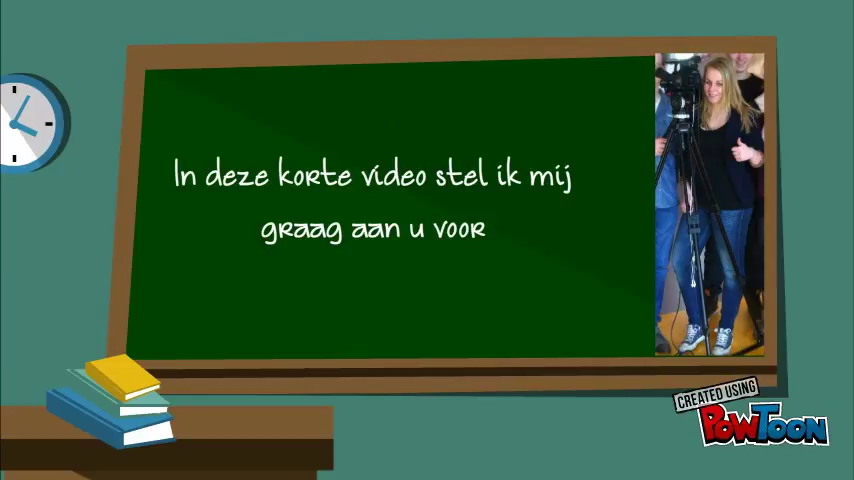 In deze korte video stel ik mij
graag aan u voor
CREATED USING
POWTOON